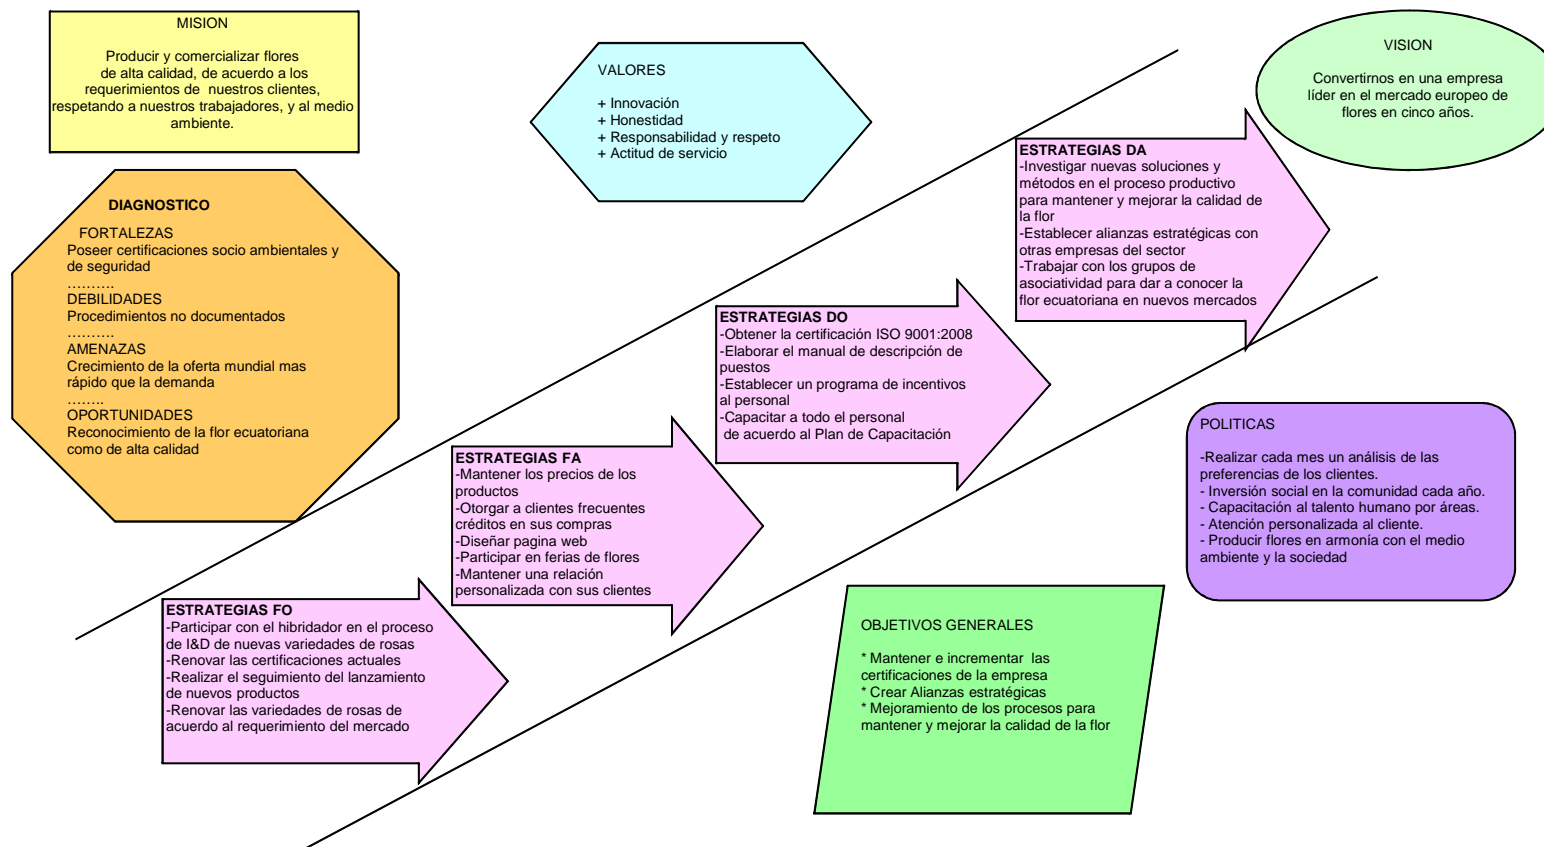 MISION
Producir y comercializar flores
de alta calidad, de acuerdo a los
requerimientos de nuestros clientes,
respetando a nuestros trabajadores, y al medio
ambiente.
VALORES
+ Innovación
+ Honestidad
+ Responsabilidad y respeto
+ Actitud de servicio
VISION
Convertirnos en una empresa
líder en el mercado europeo de
flores en cinco años.
DIAGNOSTICO
FORTALEZAS
Poseer certificaciones socio ambientales y
de seguridad
……….
DEBILIDADES
Procedimientos no documentados
……….
AMENAZAS
Crecimiento de la oferta mundial mas
rápido que la demanda
……..
OPORTUNIDADES
Reconocimiento de la flor ecuatoriana
como de alta calidad
ESTRATEGIAS DA
-Investigar nuevas soluciones y
métodos en el proceso productivo
para mantener y mejorar la calidad de
la flor
-Establecer alianzas estratégicas con
otras empresas del sector
-Trabajar con los grupos de
asociatividad para dar a conocer la
flor ecuatoriana en nuevos mercados
ESTRATEGIAS DO
-Obtener la certificación ISO 9001:2008
-Elaborar el manual de descripción de
puestos
-Establecer un programa de incentivos
al personal
-Capacitar a todo el personal
de acuerdo al Plan de Capacitación
ESTRATEGIAS FA
-Mantener los precios de los
productos
-Otorgar a clientes frecuentes
créditos en sus compras
-Diseñar pagina web
-Participar en ferias de flores
-Mantener una relación
personalizada con sus clientes
ESTRATEGIAS FO
-Participar con el hibridador en el proceso
de I&D de nuevas variedades de rosas
-Renovar las certificaciones actuales
-Realizar el seguimiento del lanzamiento
de nuevos productos
-Renovar las variedades de rosas de
acuerdo al requerimiento del mercado
POLITICAS
-Realizar cada mes un análisis de las
preferencias de los clientes.
- Inversión social en la comunidad cada año.
- Capacitación al talento humano por áreas.
- Atención personalizada al cliente.
- Producir flores en armonía con el medio
ambiente y la sociedad
OBJETIVOS GENERALES
* Mantener e incrementar las
certificaciones de la empresa
* Crear Alianzas estratégicas
* Mejoramiento de los procesos para
mantener y mejorar la calidad de la flor